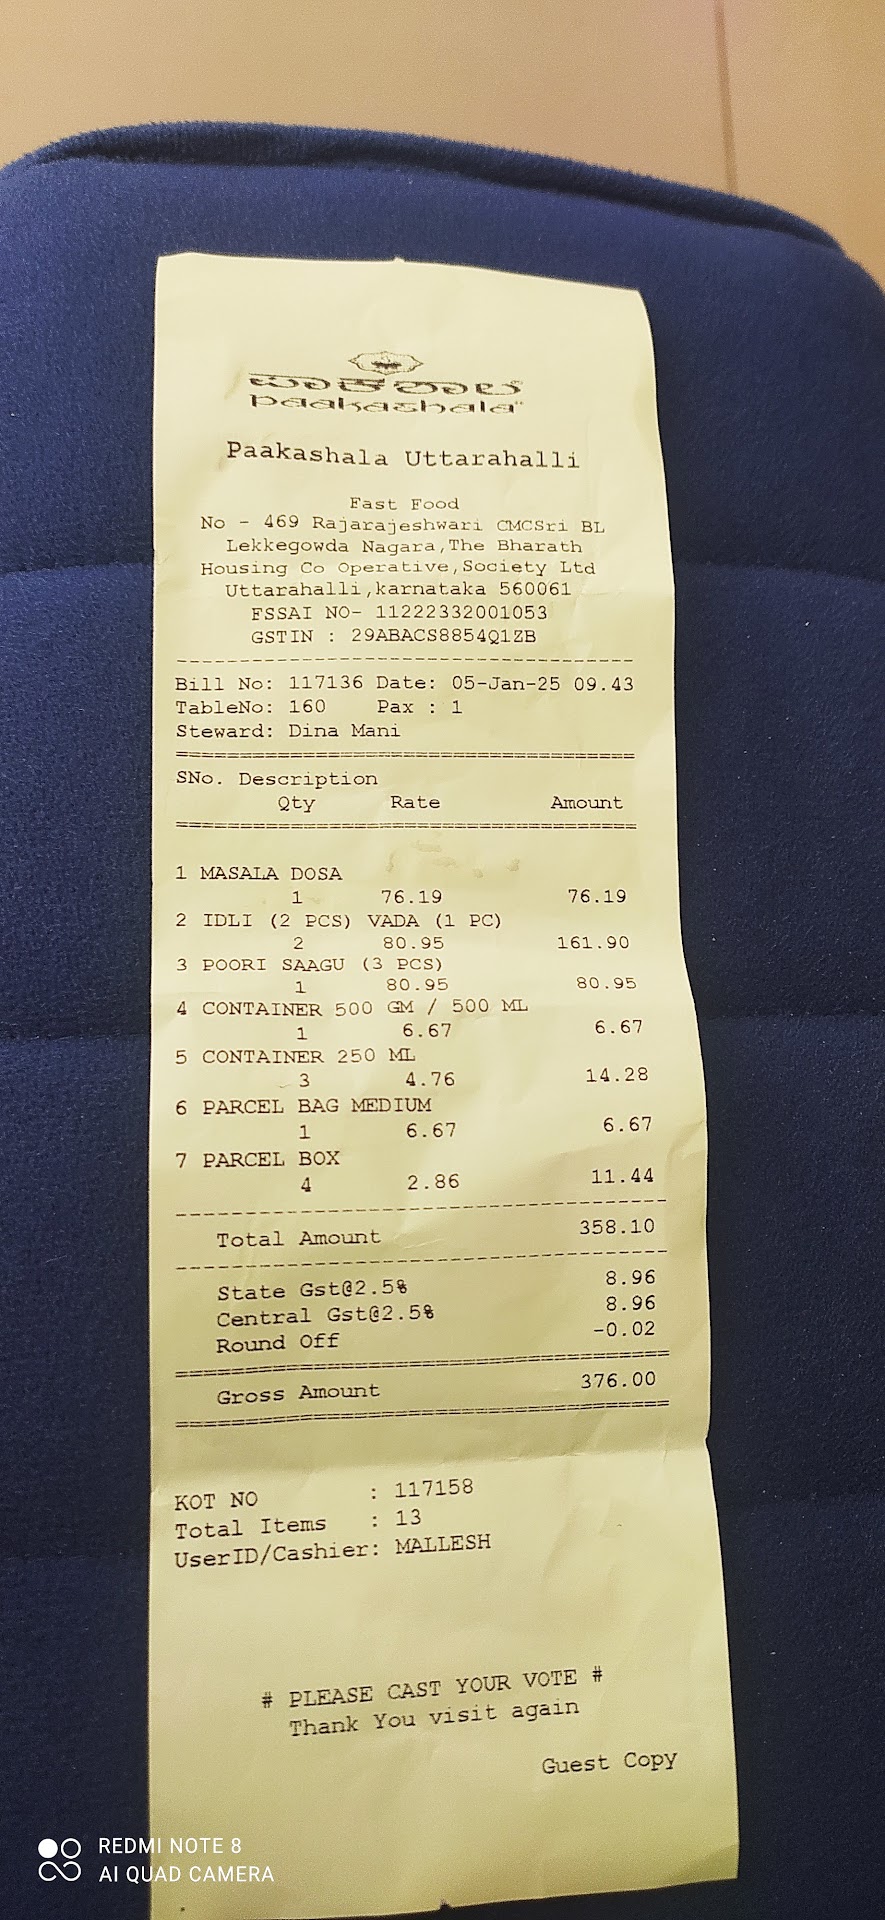 ಪಾಕಶಾಲ
paakashala
Paakashala Uttarahalli
Fast Food
No - 469 Rajarajeshwari CMCSri BL
Lekkegowda Nagara,The Bharath
Housing Co Operative,Society Ltd
Uttarahalli,karnataka 560061
FSSAI NO- 11222332001053
GSTIN : 29ABACS8854Q1ZB
Bill No: 117136 Date: 05-Jan-25 09.43
TableNo: 160 Pax : 1
Steward: Dina Mani
SNo. Description
Qty Rate Amount
1 MASALA DOSA
1 76.19 76.19
2 IDLI (2 PCS) VADA (1 PC)
2 80.95 161.90
3 POORI SAAGU (3 PCS)
1 80.95 80.95
4 CONTAINER 500 GM / 500 ML
1 6.67 6.67
5 CONTAINER 250 ML
3 4.76 14.28
6 PARCEL BAG MEDIUM
1 6.67 6.67
7 PARCEL BOX
4 2.86 11.44
Total Amount 358.10
State Gst@2.5% 8.96
Central Gst@2.5% 8.96
Round Off -0.02
Gross Amount 376.00
KOT NO : 117158
Total Items : 13
UserID/Cashier: MALLESH
# PLEASE CAST YOUR VOTE #
Thank You visit again
Guest Copy
REDMI NOTE 8
AI QUAD CAMERA